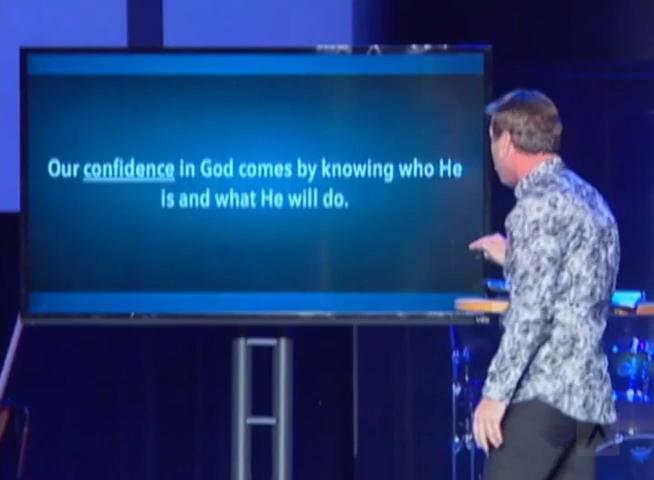 Our confidence in God comes by knowing who He
is and what He will do.